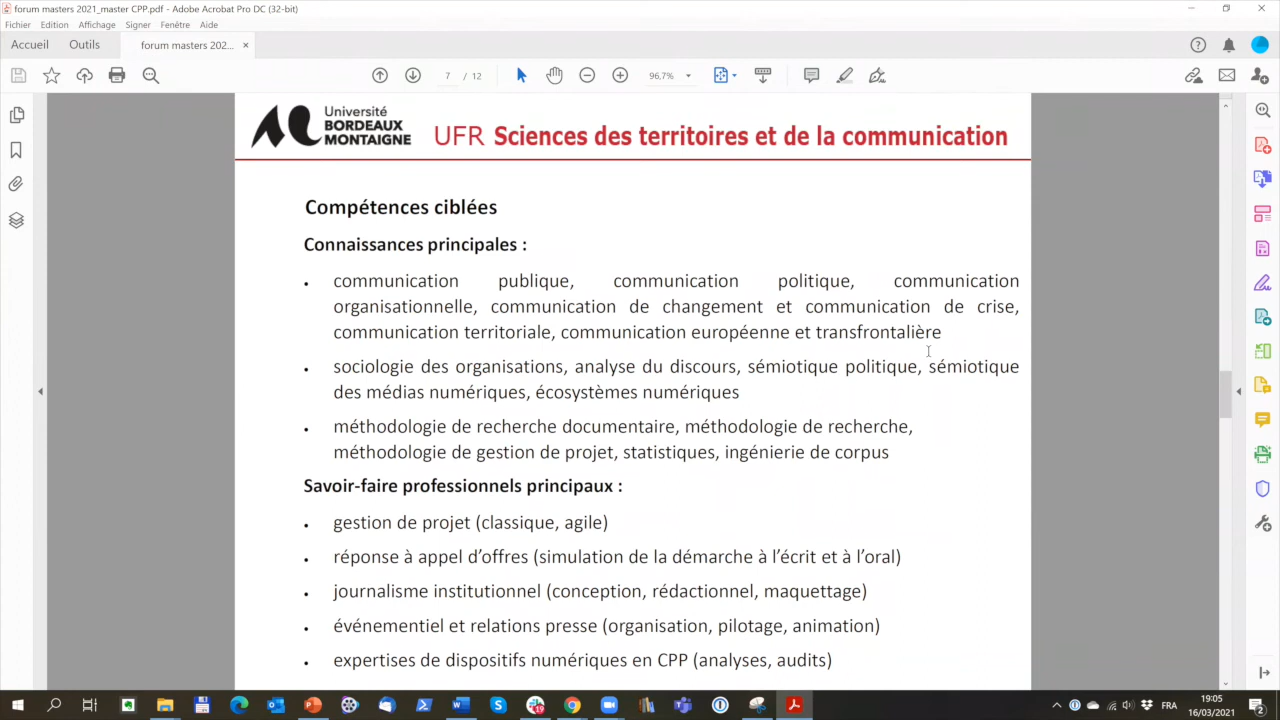 forum masters 2021_master CPP.pdf - Adobe Acrobat Pro DC (32-bit)
Fichier Edition Affichage Signer Fenêtre Aide
Accueil Outils forum masters 202... ×
7 / 12 96,7%
Université
BORDEAUX
MONTAIGNE
UFR Sciences des territoires et de la communication
Compétences ciblées
Connaissances principales :
• communication publique, communication politique, communication
organisationnelle, communication de changement et communication de crise,
communication territoriale, communication européenne et transfrontalière
• sociologie des organisations, analyse du discours, sémiotique politique, sémiotique
des médias numériques, écosystèmes numériques
• méthodologie de recherche documentaire, méthodologie de recherche,
méthodologie de gestion de projet, statistiques, ingénierie de corpus
Savoir-faire professionnels principaux :
• gestion de projet (classique, agile)
• réponse à appel d’offres (simulation de la démarche à l’écrit et à l’oral)
• journalisme institutionnel (conception, rédactionnel, maquettage)
• événementiel et relations presse (organisation, pilotage, animation)
• expertises de dispositifs numériques en CPP (analyses, audits)
FRA
19:05
16/03/2021